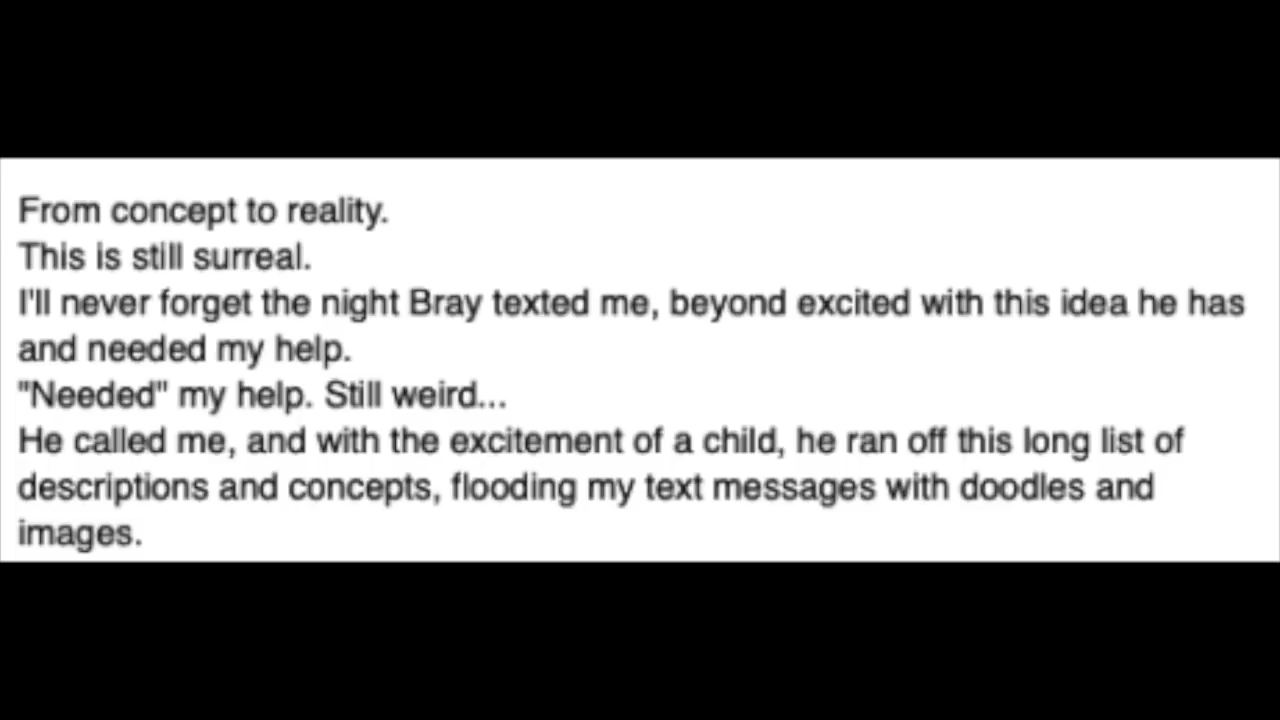 From concept to reality.
This is still surreal.
I'll never forget the night Bray texted me, beyond excited with this idea he has
and needed my help.
"Needed" my help. Still weird...
He called me, and with the excitement of a child, he ran off this long list of
descriptions and concepts, flooding my text messages with doodles and
images.